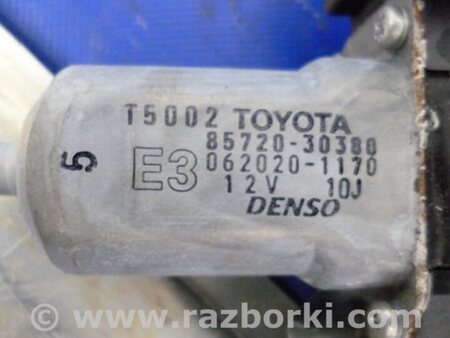 T5002 TOYOTA
85720-30380
E3 062020-1170
12V 10J
DENSO
5
www.razborki.com